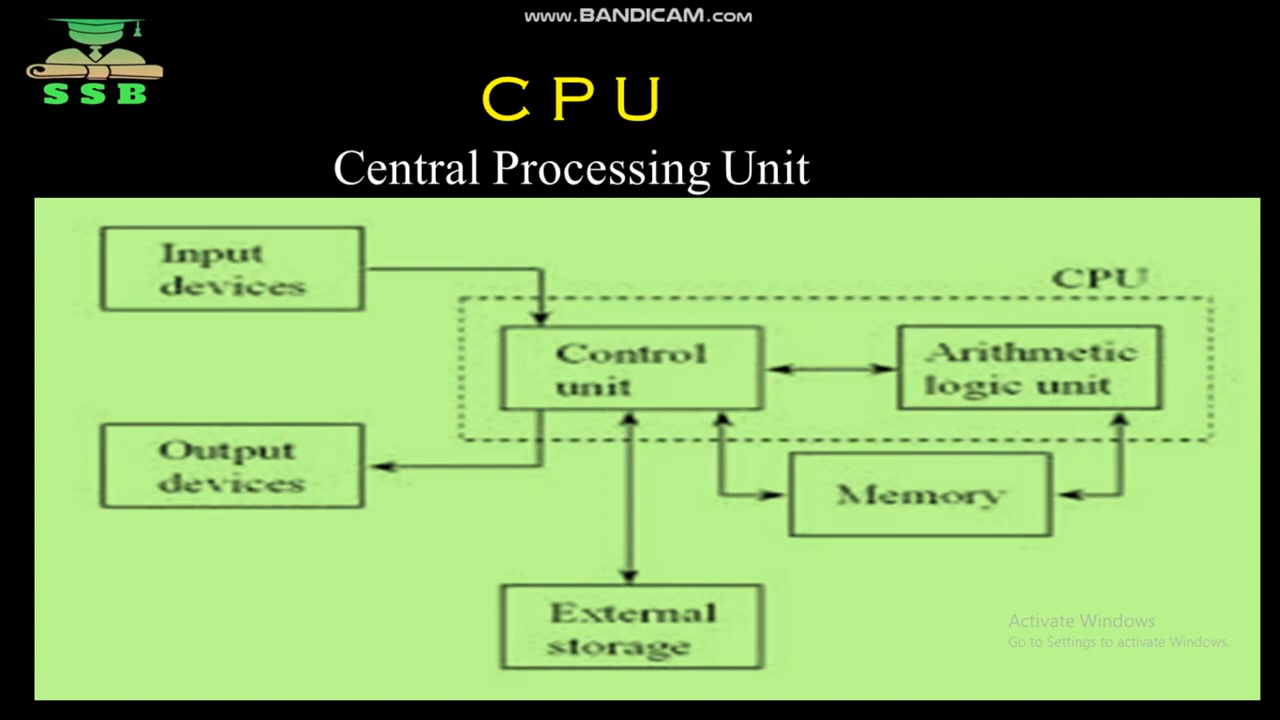 www.BANDICAM.com
SSB
CPU
Central Processing Unit
Input
devices
CPU
Control
unit
Arithmetic
logic unit
Output
devices
Memory
External
storage
Activate Windows
Go to Settings to activate Windows.